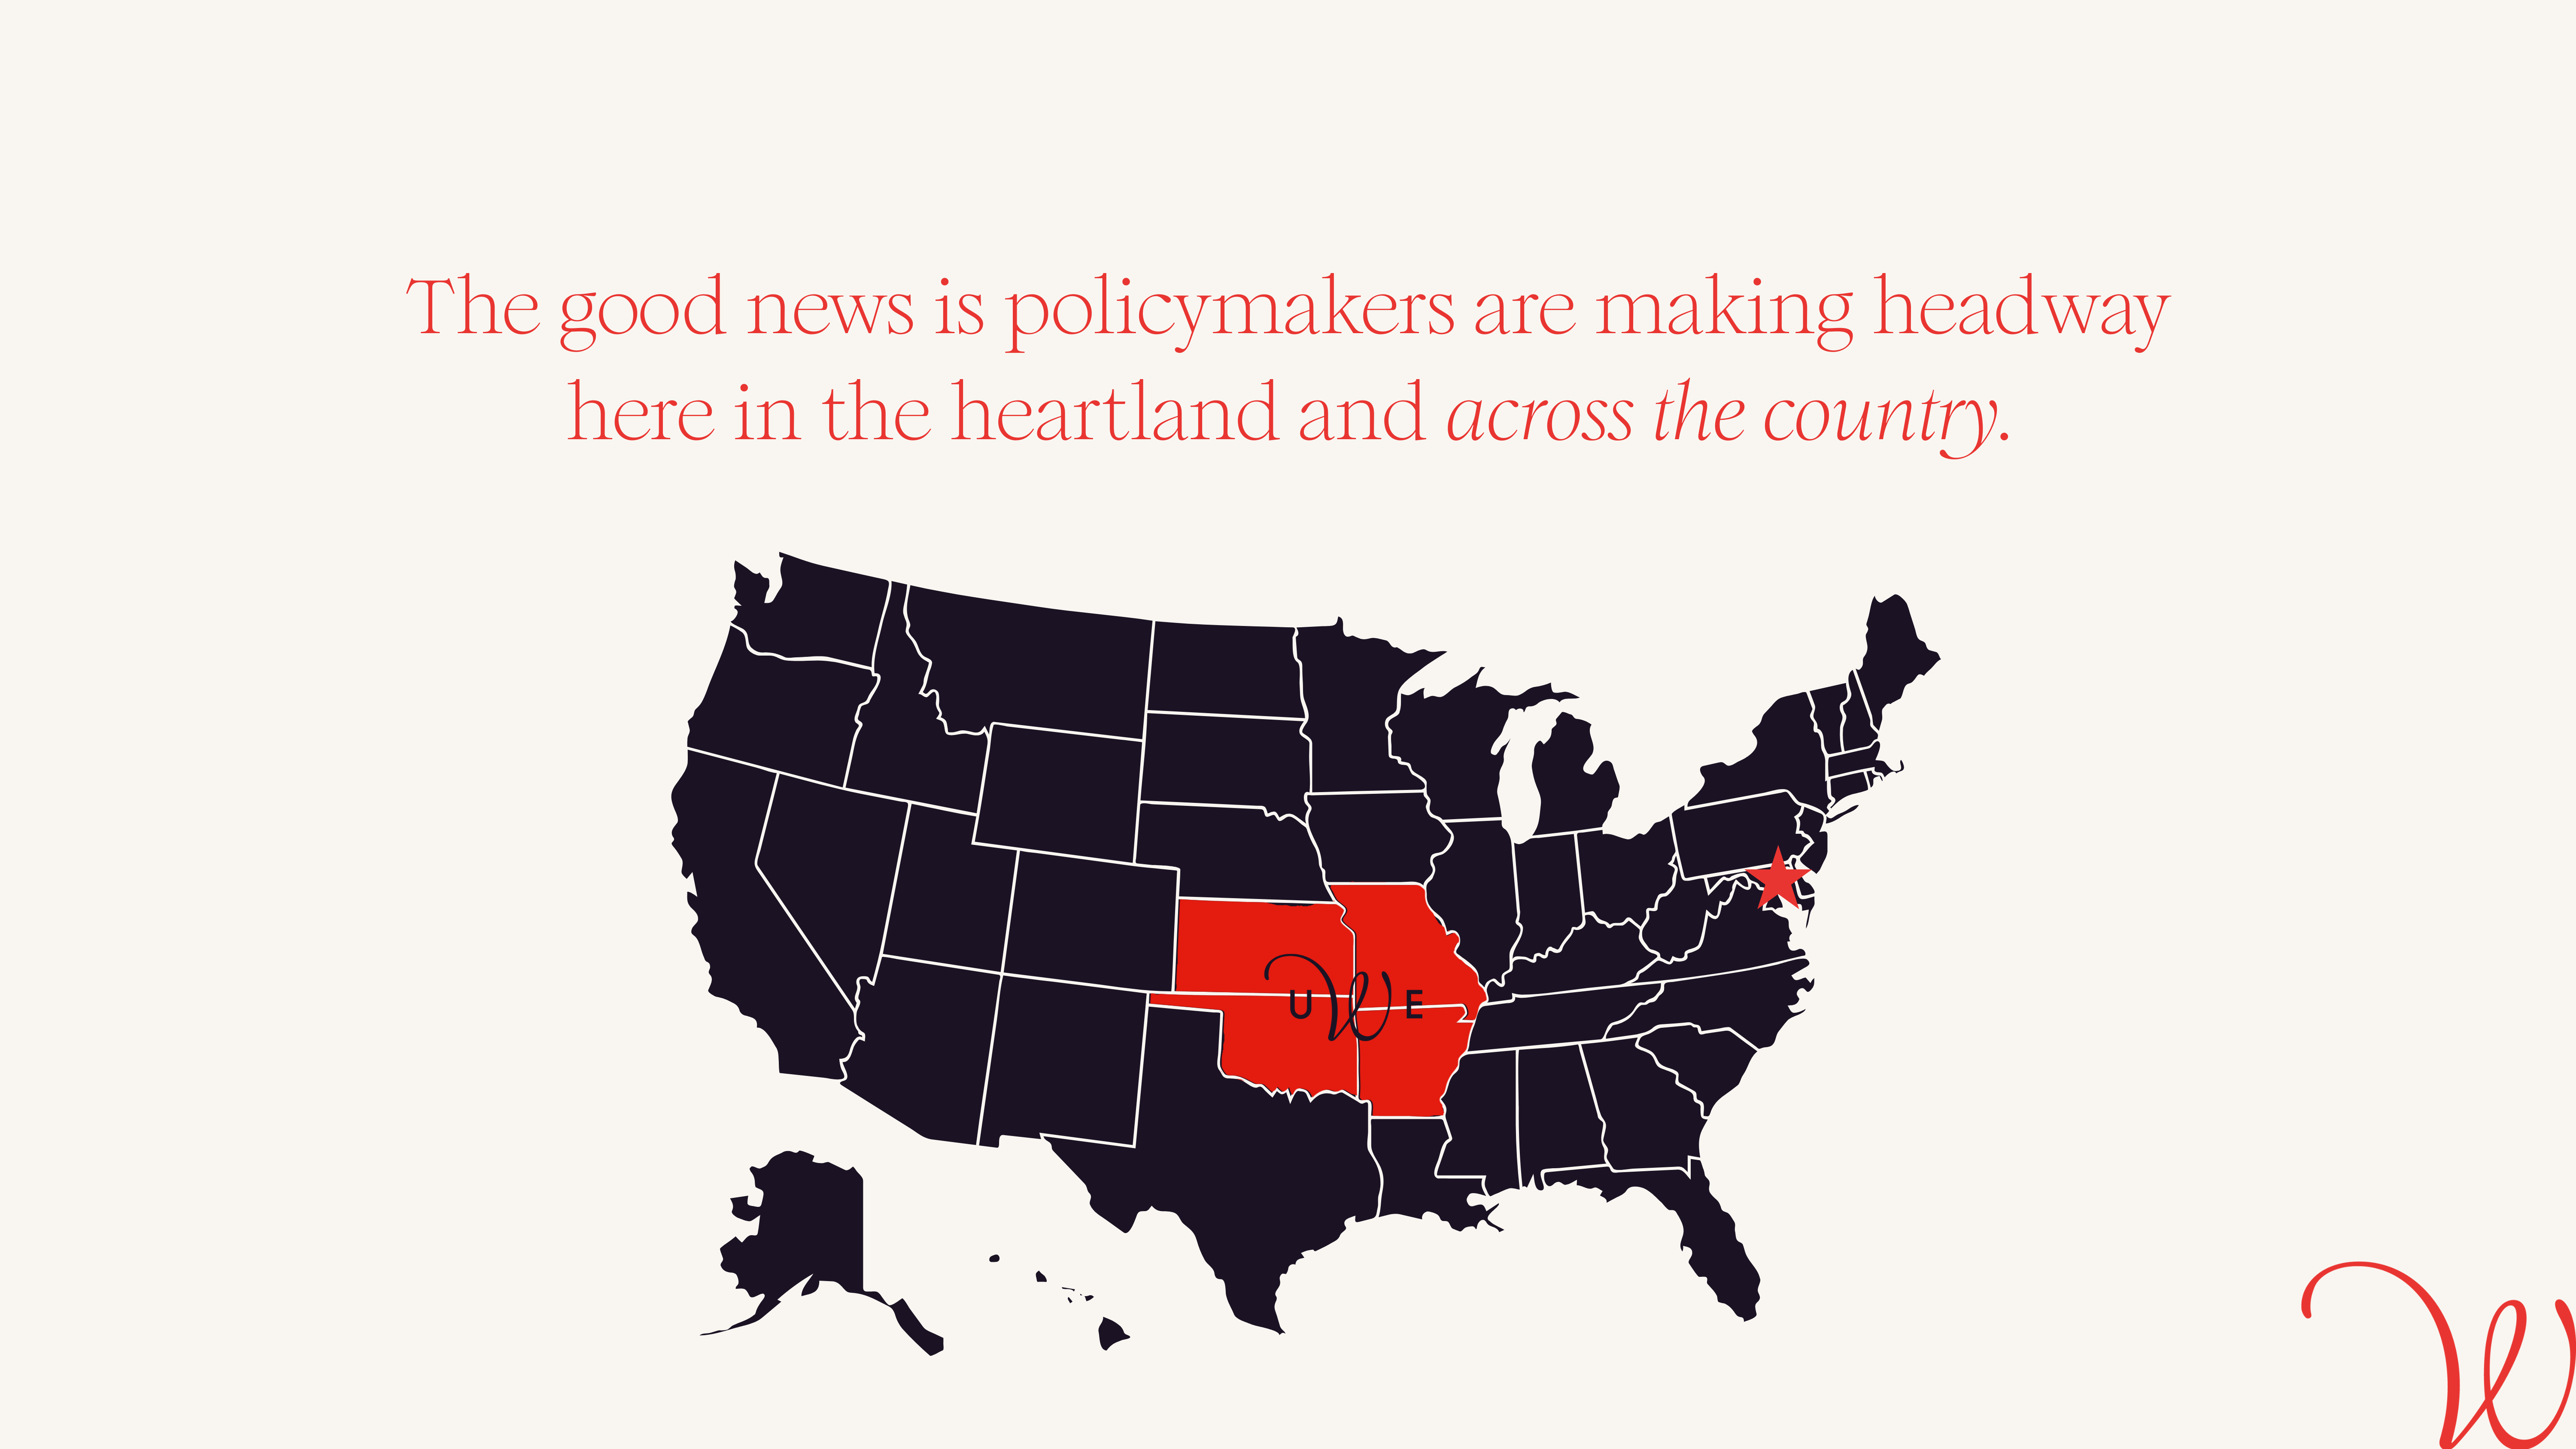 The good news is policymakers are making headway
here in the heartland and across the country.
U W E
W